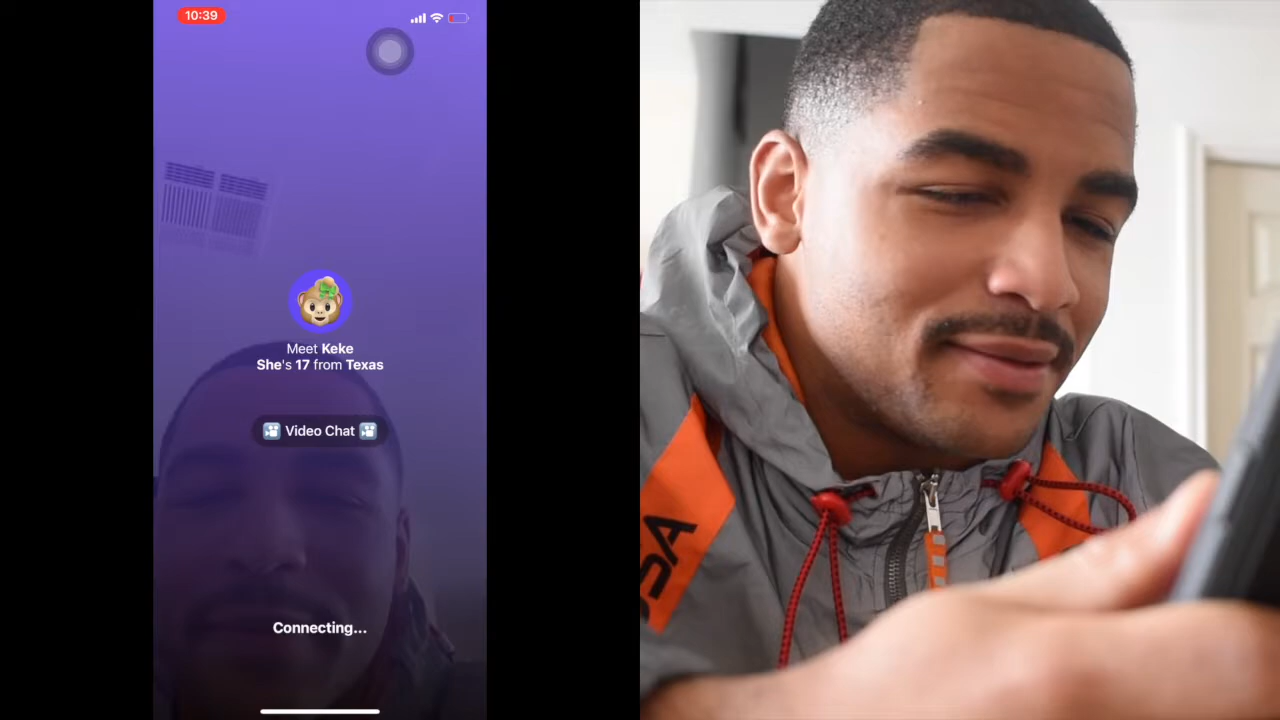 10:39
Meet Keke
She's 17 from Texas
Video Chat
Connecting...